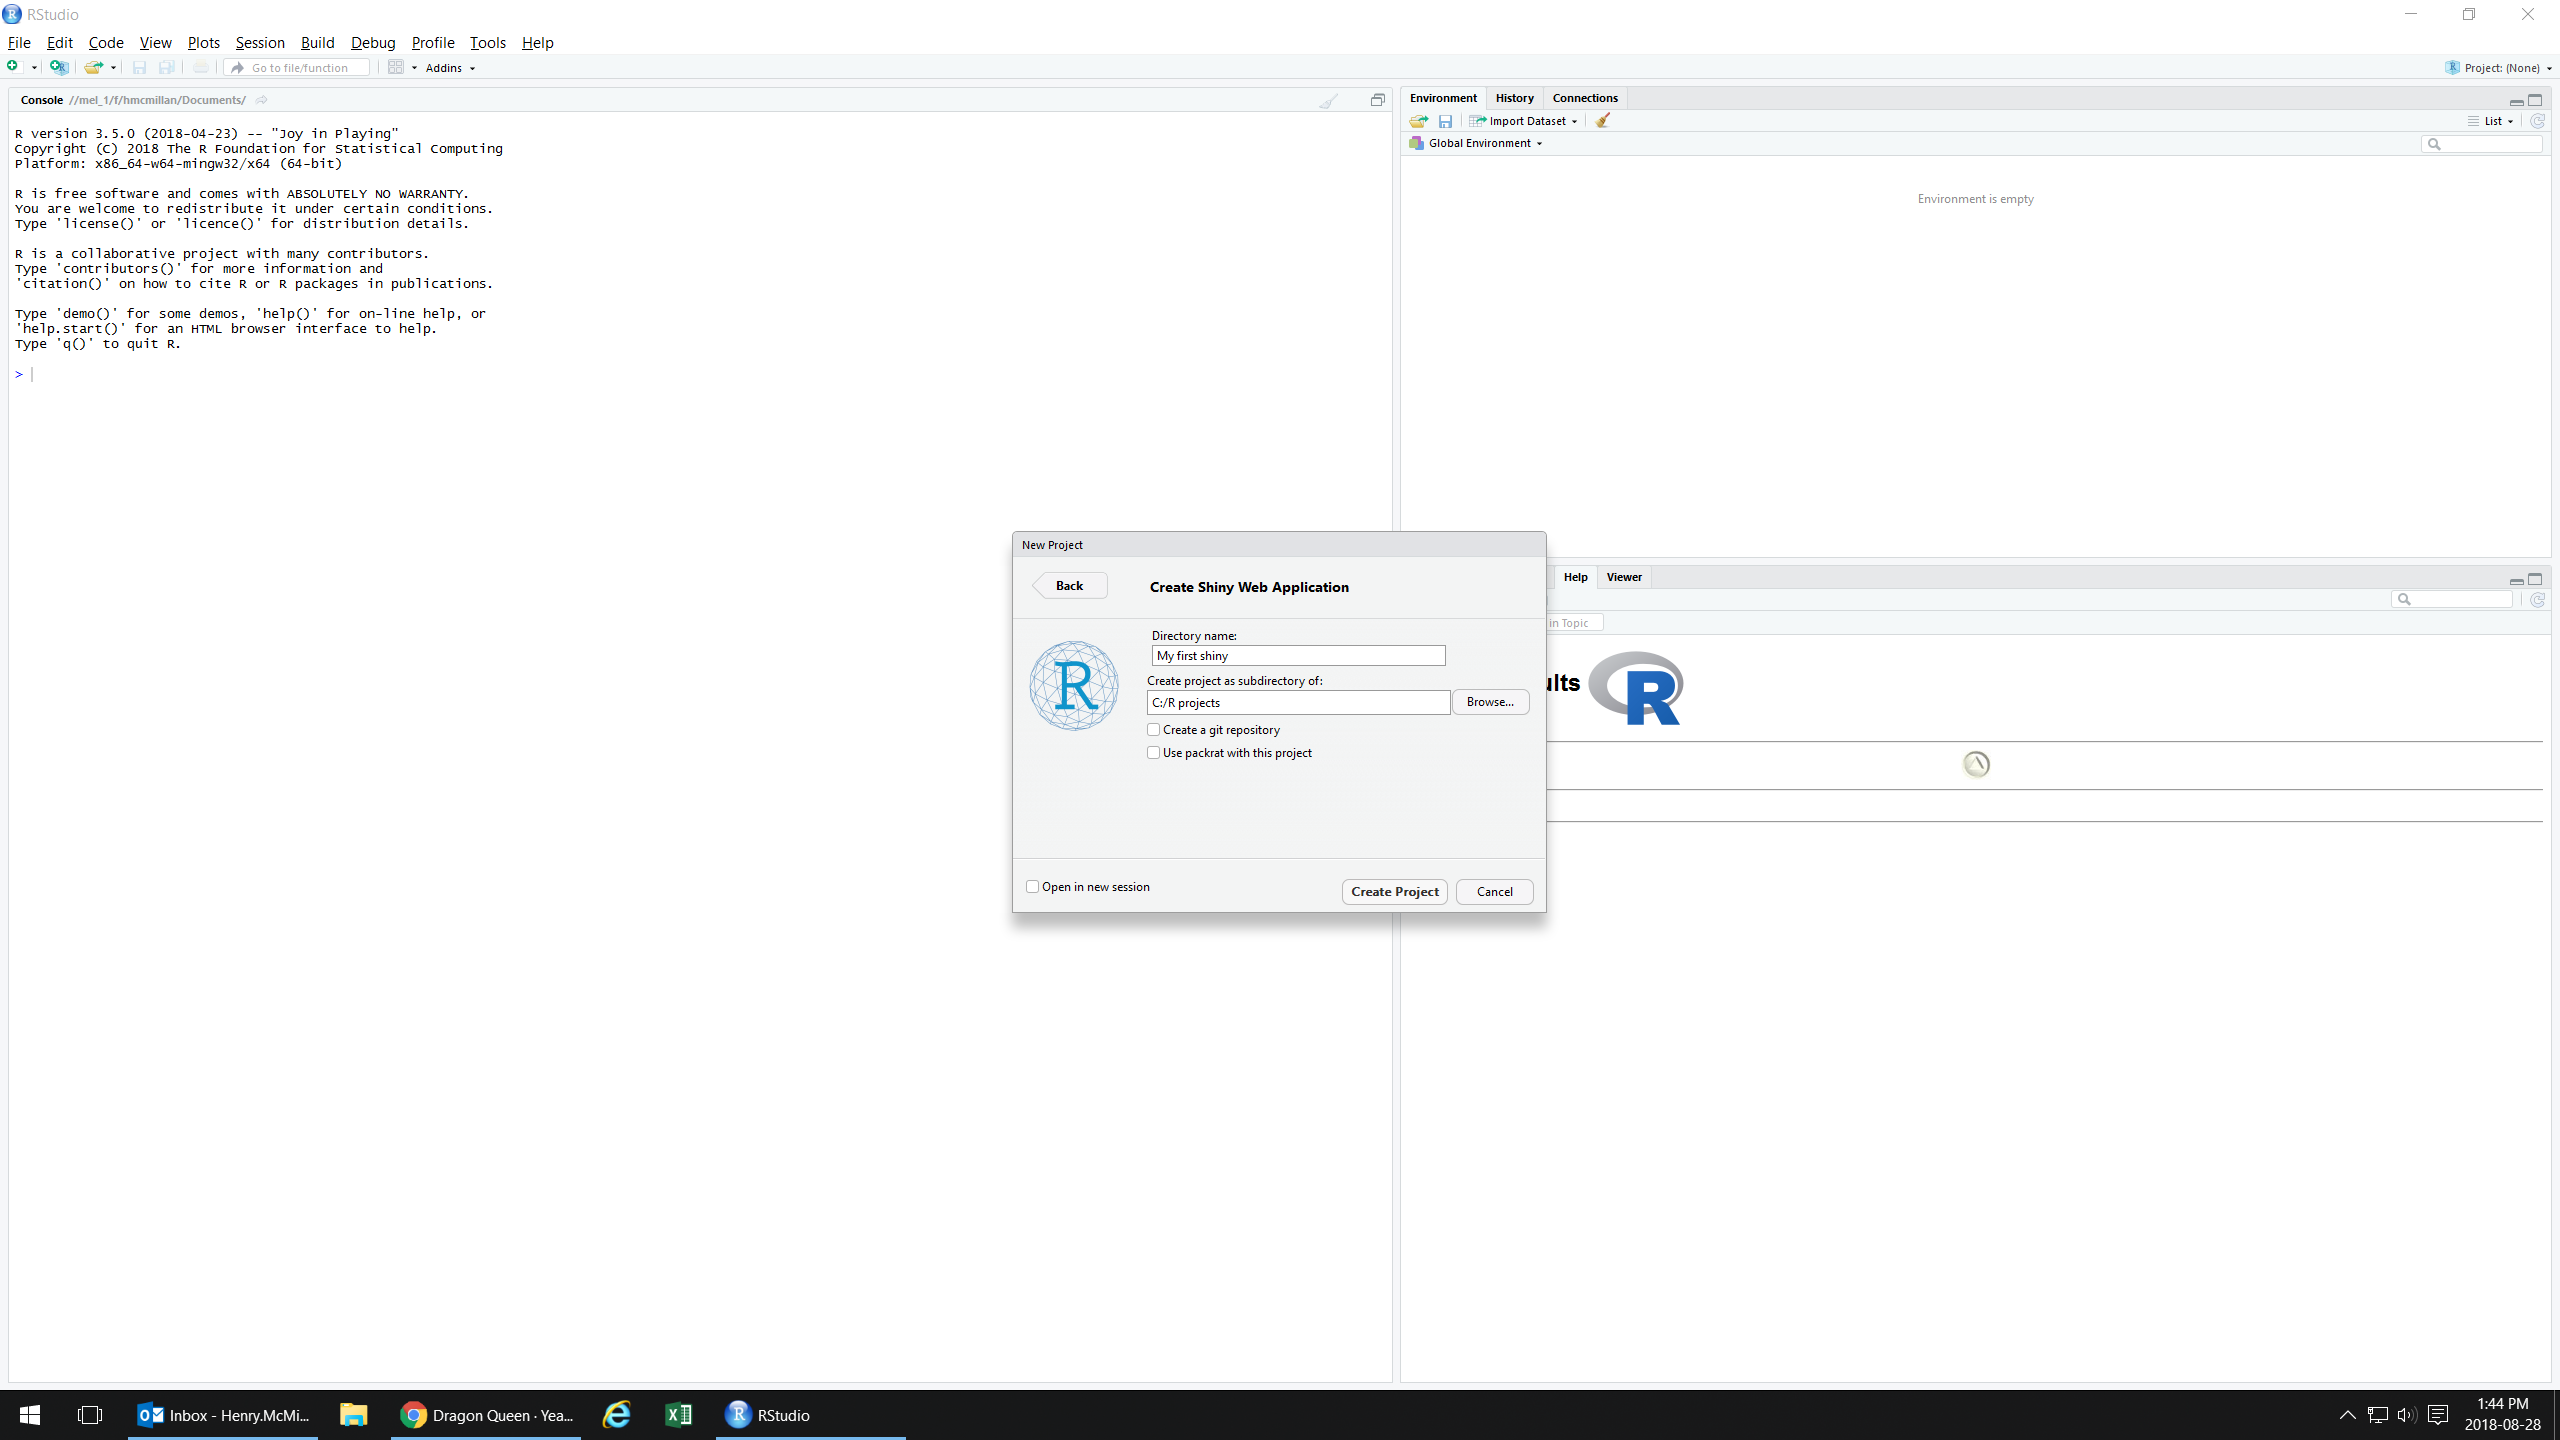 RStudio
File Edit Code View Plots Session Build Debug Profile Tools Help
Go to file/function Addins Project: (None)
Console //mel_1/f/hmcmillan/Documents/
R version 3.5.0 (2018-04-23) -- "Joy in Playing"
Copyright (C) 2018 The R Foundation for Statistical Computing
Platform: x86_64-w64-mingw32/x64 (64-bit)
R is free software and comes with ABSOLUTELY NO WARRANTY.
You are welcome to redistribute it under certain conditions.
Type 'license()' or 'licence()' for distribution details.
R is a collaborative project with many contributors.
Type 'contributors()' for more information and
'citation()' on how to cite R or R packages in publications.
Type 'demo()' for some demos, 'help()' for on-line help, or
'help.start()' for an HTML browser interface to help.
Type 'q()' to quit R.
>
Environment History Connections
Import Dataset List
Global Environment
Environment is empty
New Project
Back Create Shiny Web Application
Directory name:
My first shiny
Create project as subdirectory of:
C:/R projects Browse...
Create a git repository
Use packrat with this project
Open in new session Create Project Cancel
Help Viewer
in Topic
ults R
R
Inbox - Henry.McMi... Dragon Queen · Yea... RStudio
1:44 PM
2018-08-28